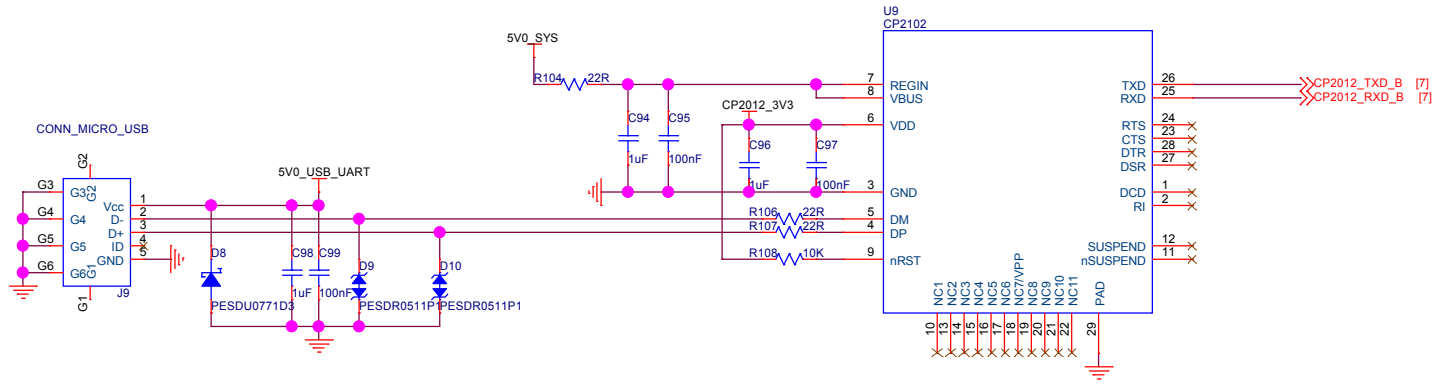 U9
CP2102
5V0_SYS
R104 22R
7 REGIN
8 VBUS
TXD 26
CP2012_TXD_B [7]
RXD 25
CP2012_RXD_B [7]
CP2012_3V3
6 VDD
C94
1uF
C95
100nF
C96
1uF
C97
100nF
RTS 24
CTS 23
DTR 28
DSR 27
3 GND
DCD 1
RI 2
R106 22R
5 DM
R107 22R
4 DP
SUSPEND 12
nSUSPEND 11
R108 10K
9 nRST
NC1 10
NC2 13
NC3 14
NC4 15
NC5 16
NC6 17
NC7/VPP 18
NC8 19
NC9 20
NC10 21
NC11 22
PAD 29
CONN_MICRO_USB
G2
G2
G3 G3
G4 G4
G5 G5
G6 G6
G1
G1
Vcc 1
D- 2
D+ 3
ID 4
GND 5
J9
5V0_USB_UART
D8
PESDU0771D3
C98
1uF
C99
100nF
D9
PESDR0511P1
D10
PESDR0511P1